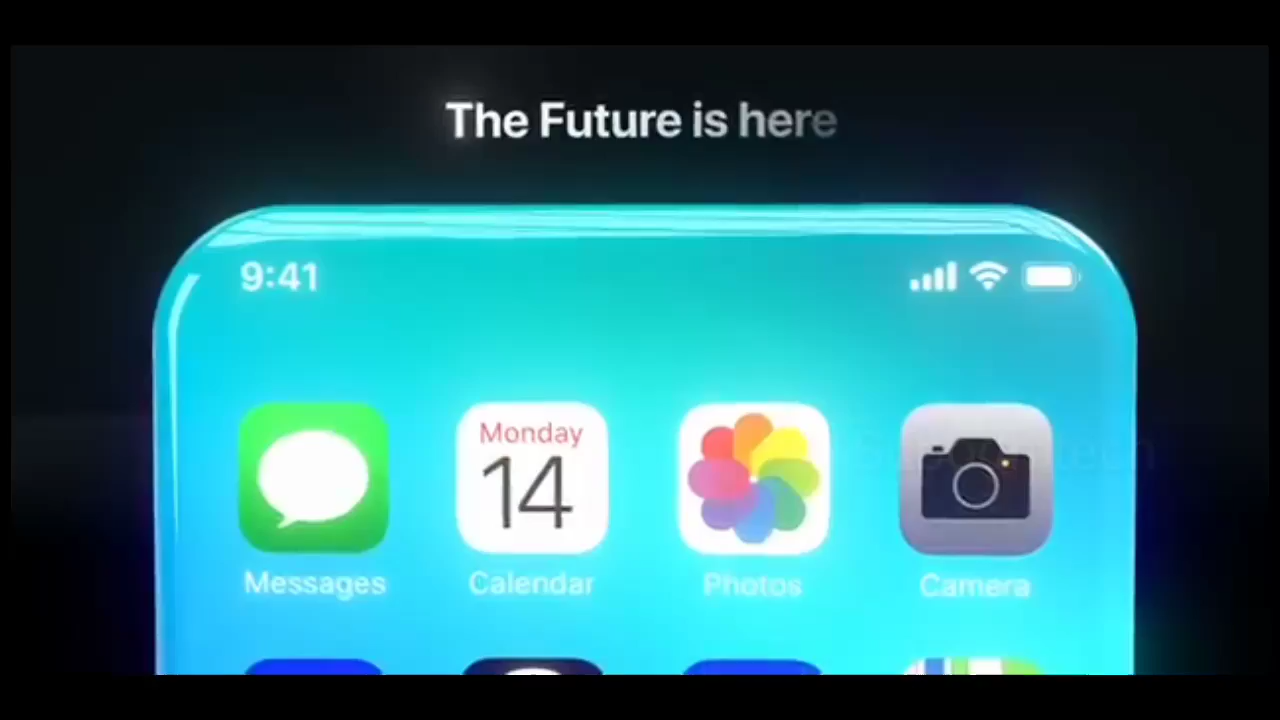 The Future is here
9:41
Monday
14
Messages Calendar Photos Camera